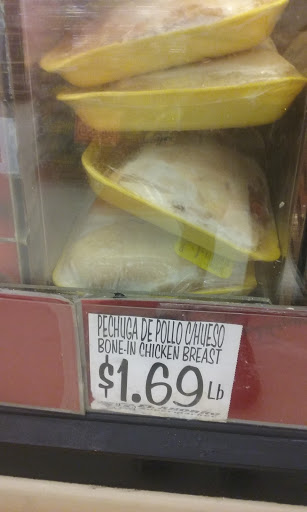 PECHUGA DE POLLO C/HUESO
BONE-IN CHICKEN BREAST
$1.69 Lb